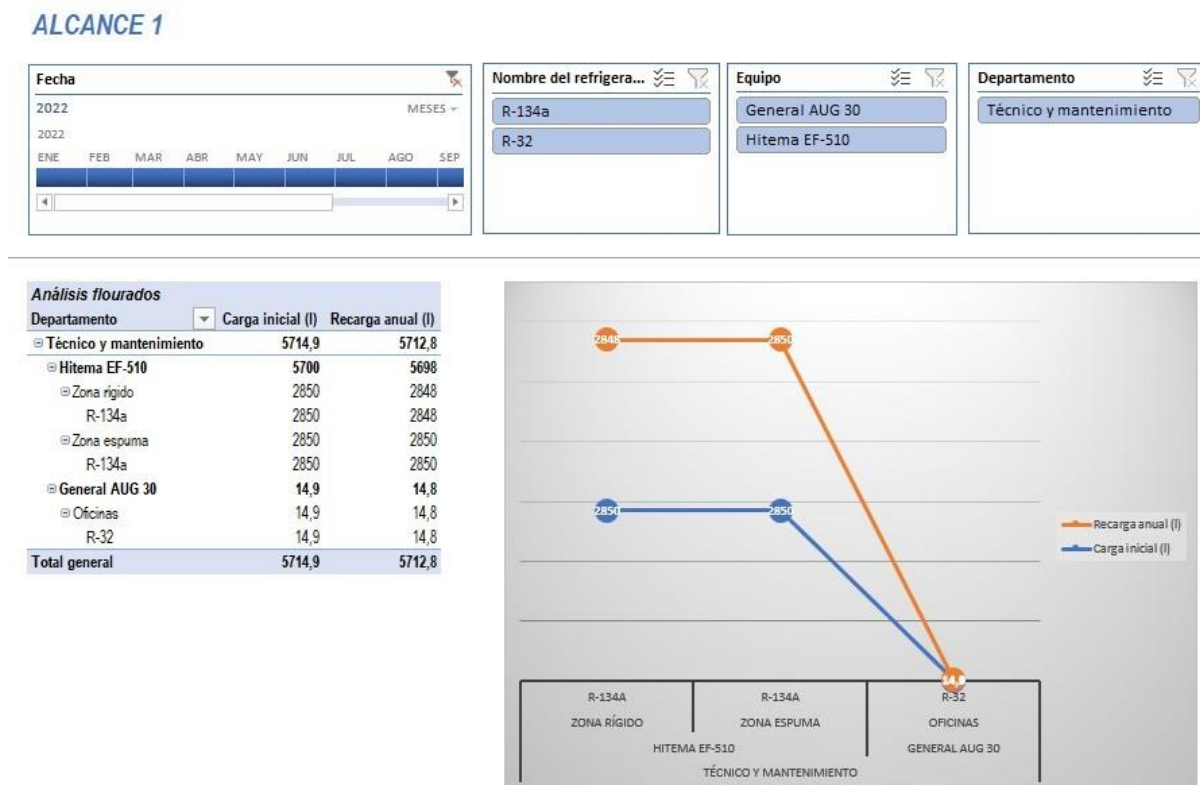 ALCANCE 1
Fecha
2022 MESES
2022
ENE FEB MAR ABR MAY JUN JUL AGO SEP
Nombre del refrigera...
R-134a
R-32
Equipo
General AUG 30
Hitema EF-510
Departamento
Técnico y mantenimiento
Análisis flourados
Departamento Carga inicial (l) Recarga anual (l)
Técnico y mantenimiento 5714,9 5712,8
Hitema EF-510 5700 5698
Zona rígido 2850 2848
R-134a 2850 2848
Zona espuma 2850 2850
R-134a 2850 2850
General AUG 30 14,9 14,8
Oficinas 14,9 14,8
R-32 14,9 14,8
Total general 5714,9 5712,8
2848 2850
2850 2850
Recarga anual (l)
Carga inicial (l)
14,8
R-134A R-134A R-32
ZONA RÍGIDO ZONA ESPUMA OFICINAS
HITEMA EF-510 GENERAL AUG 30
TÉCNICO Y MANTENIMIENTO